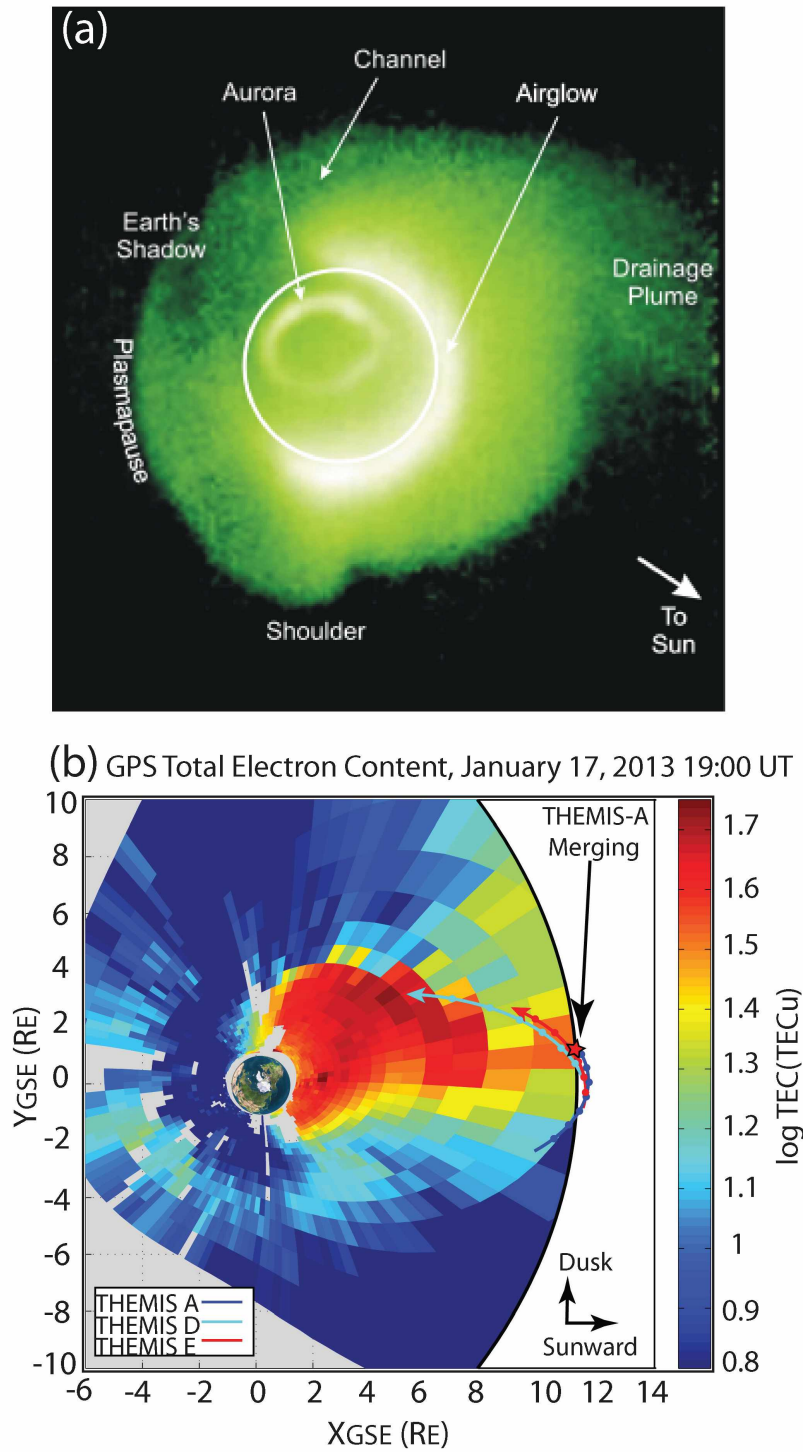 (a)
Channel
Aurora
Airglow
Earth's
Shadow
Drainage
Plume
Plasmapause
Shoulder
To
Sun
(b) GPS Total Electron Content, January 17, 2013 19:00 UT
THEMIS-A
Merging
10
8
6
4
2
0
-2
-4
-6
-8
-10
YGSE (RE)
THEMIS A
THEMIS D
THEMIS E
Dusk
Sunward
-6 -4 -2 0 2 4 6 8 10 12 14
XGSE (RE)
1.7
1.6
1.5
1.4
1.3
1.2
1.1
1
0.9
0.8
log TEC(TECu)